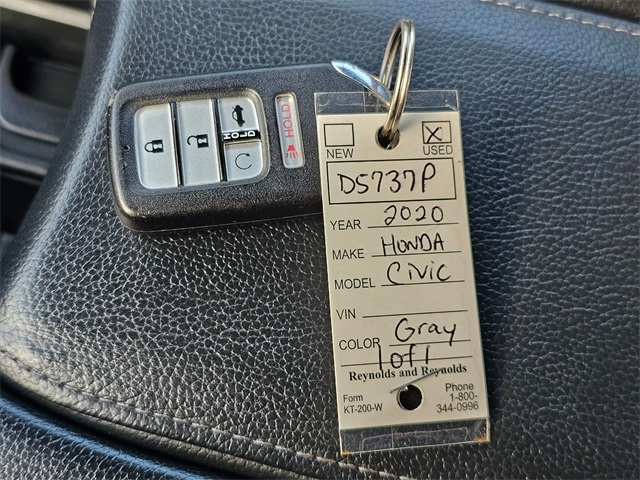 HOLD
HOLD
NEW USED
D5737P
YEAR 2020
MAKE HONDA
MODEL Civic
VIN
COLOR Gray
1 of 1
Reynolds and Reynolds
Form
KT-200-W
Phone
1-800-
344-0996